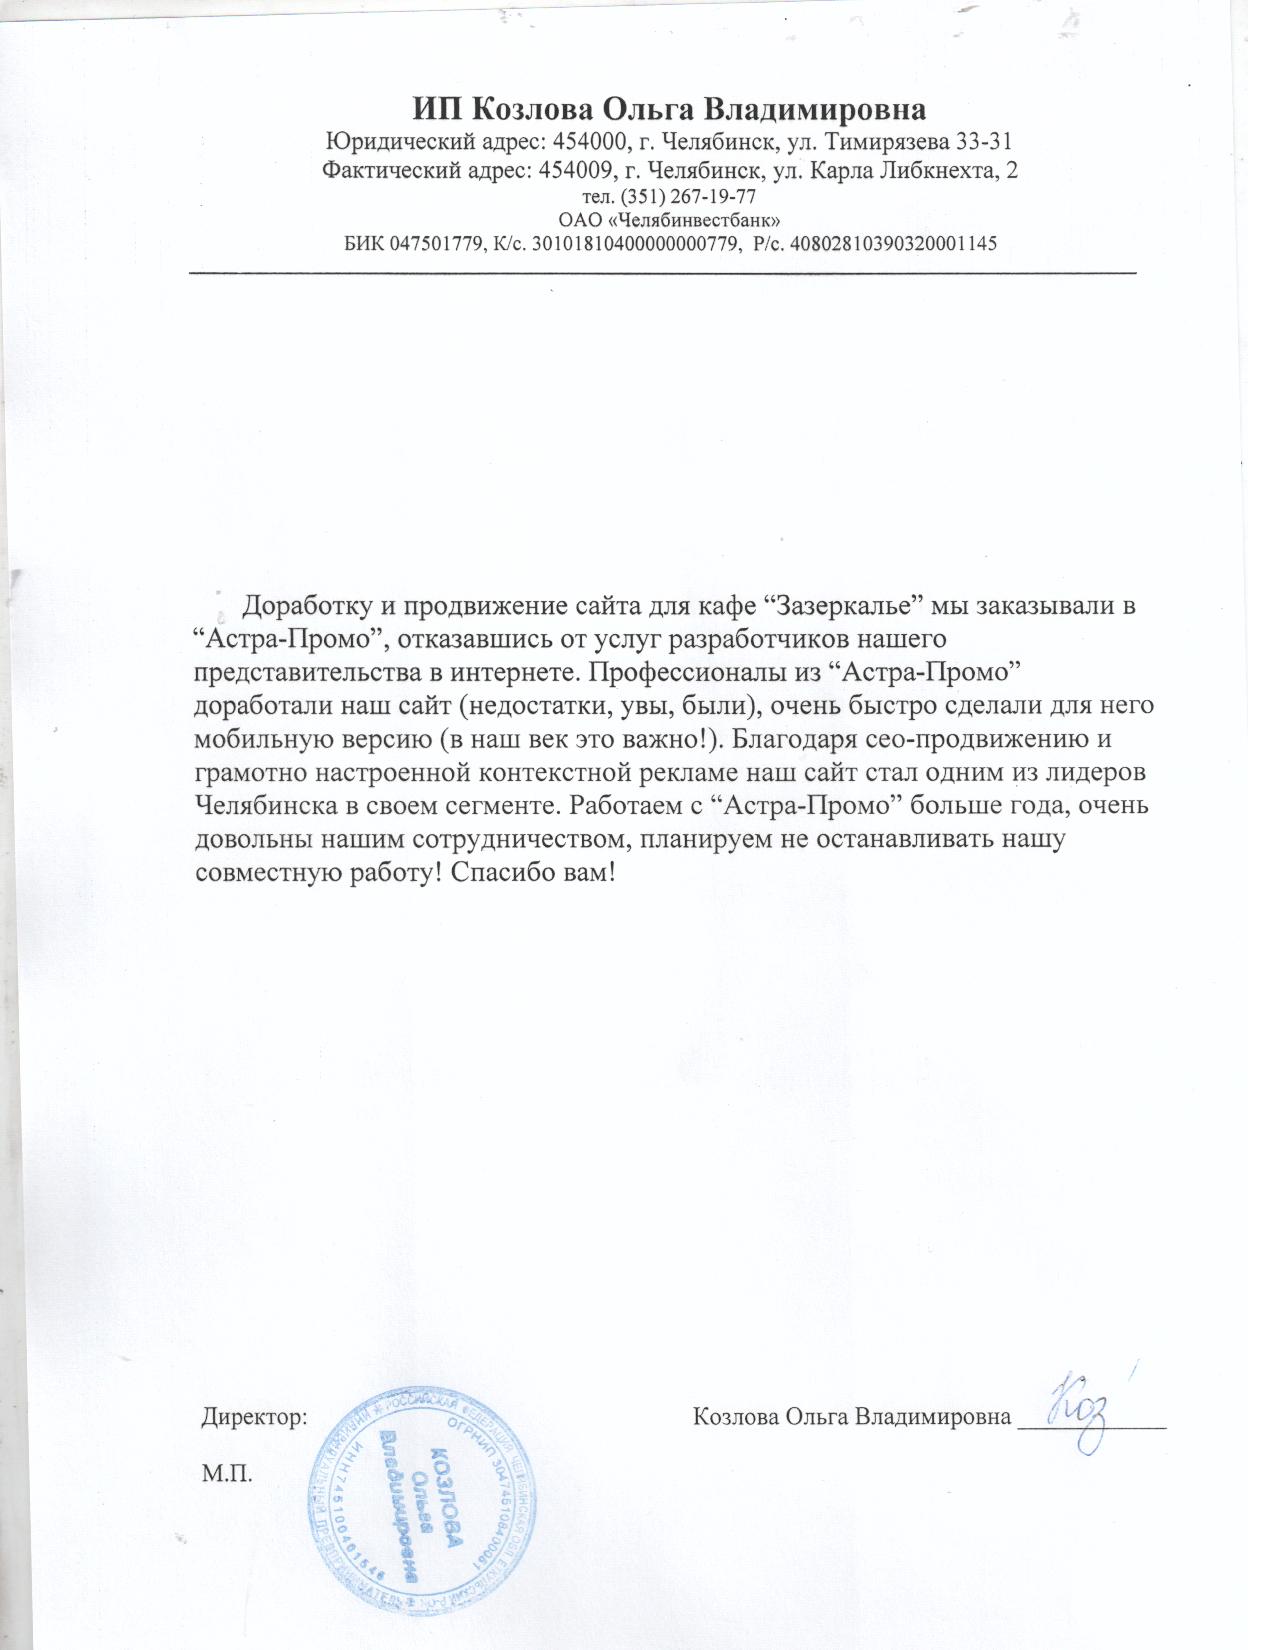 ИП Козлова Ольга Владимировна
Юридический адрес: 454000, г. Челябинск, ул. Тимирязева 33-31
Фактический адрес: 454009, г. Челябинск, ул. Карла Либкнехта, 2
тел. (351) 267-19-77
ОАО «Челябинвестбанк»
БИК 047501779, К/с. 30101810400000000779, Р/с. 40802810390320001145
Доработку и продвижение сайта для кафе “Зазеркалье” мы заказывали в
“Астра-Промо”, отказавшись от услуг разработчиков нашего
представительства в интернете. Профессионалы из “Астра-Промо”
доработали наш сайт (недостатки, увы, были), очень быстро сделали для него
мобильную версию (в наш век это важно!). Благодаря сео-продвижению и
грамотно настроенной контекстной рекламе наш сайт стал одним из лидеров
Челябинска в своем сегменте. Работаем с “Астра-Промо” больше года, очень
довольны нашим сотрудничеством, планируем не останавливать нашу
совместную работу! Спасибо вам!
Директор:
Козлова Ольга Владимировна
Коз
М.П.
РОССИЙСКАЯ ФЕДЕРАЦИЯ ЧЕЛЯБИНСКАЯ ОБЛ.
ИНДИВИДУАЛЬНЫЙ ПРЕДПРИНИМАТЕЛЬ
ОГРНИП 304745108400061
ИНН 745100401546
КОЗЛОВА
Ольга
Владимировна